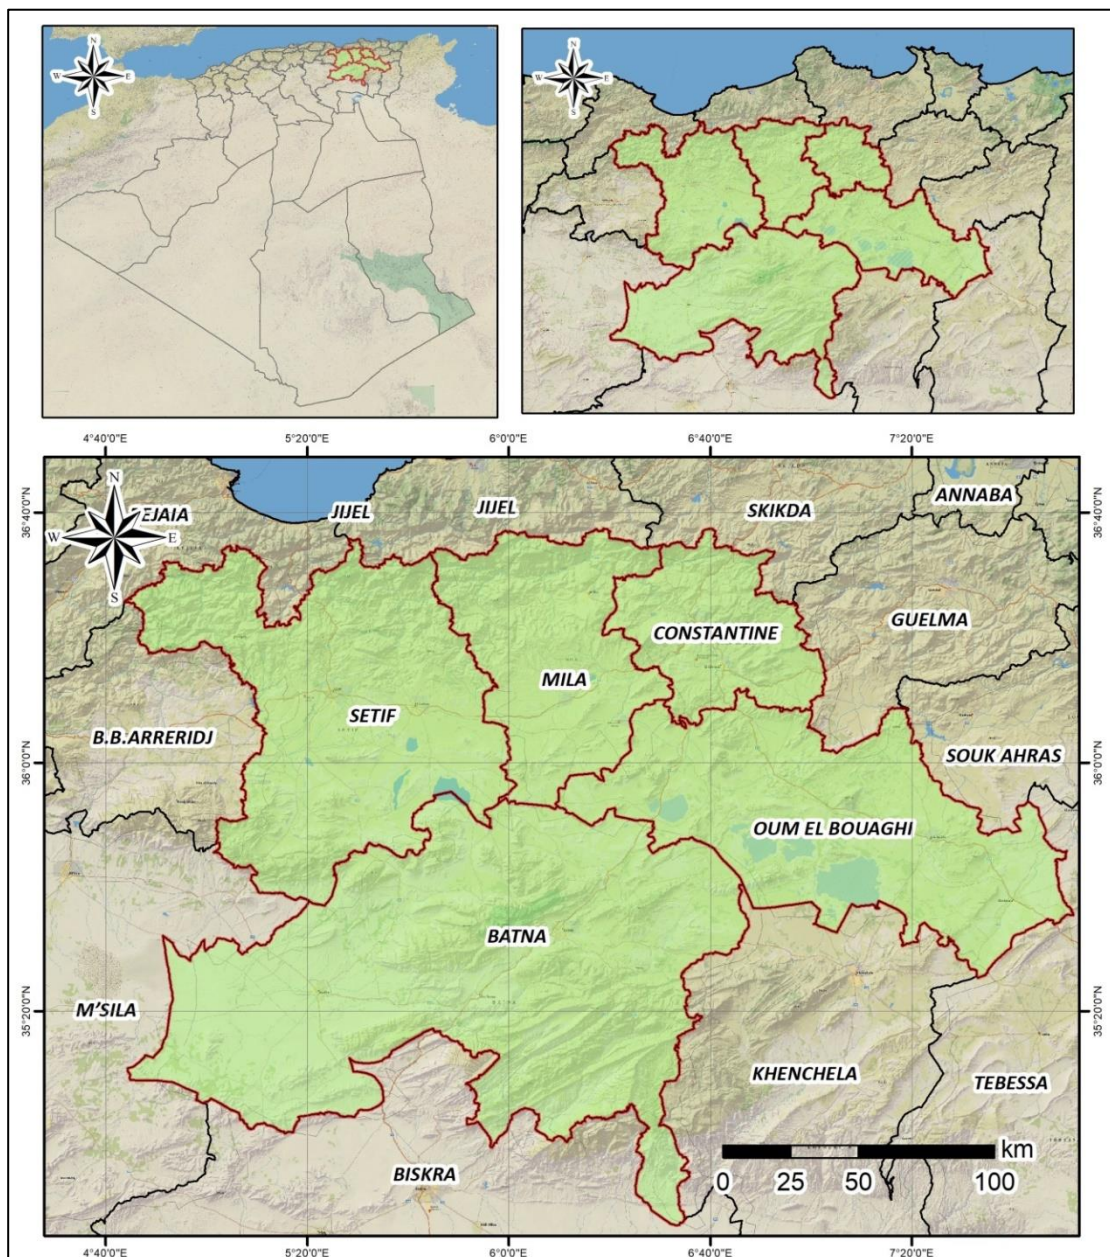 N
W E
S
N
W E
S
4°40'0"E 5°20'0"E 6°0'0"E 6°40'0"E 7°20'0"E
N
W E
S
36°40'0"N 36°40'0"N
EJAIA JIJEL JIJEL SKIKDA ANNABA
CONSTANTINE GUELMA
MILA
SETIF
B.B.ARRERIDJ SOUK AHRAS
36°0'0"N 36°0'0"N
OUM EL BOUAGHI
BATNA
M'SILA
35°20'0"N 35°20'0"N
KHENCHELA TEBESSA
BISKRA
km
0 25 50 100
4°40'0"E 5°20'0"E 6°0'0"E 6°40'0"E 7°20'0"E